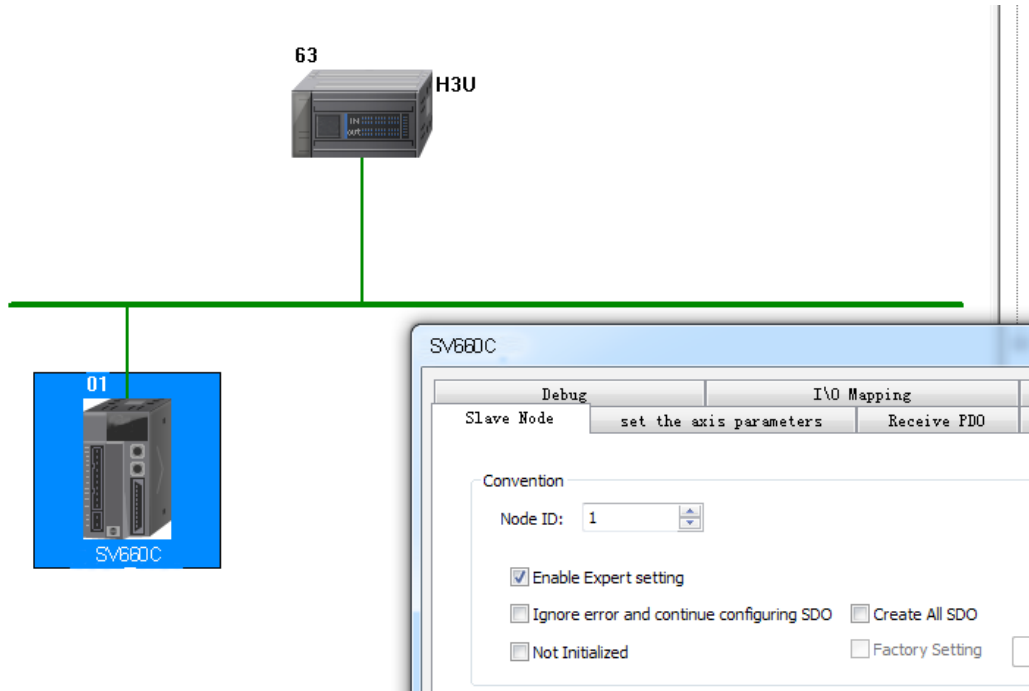 63
H3U
IN
out
01
SV660C
SV660C
Debug
I\O Mapping
Slave Node
set the axis parameters
Receive PDO
Convention
Node ID: 1
Enable Expert setting
Ignore error and continue configuring SDO
Create All SDO
Not Initialized
Factory Setting